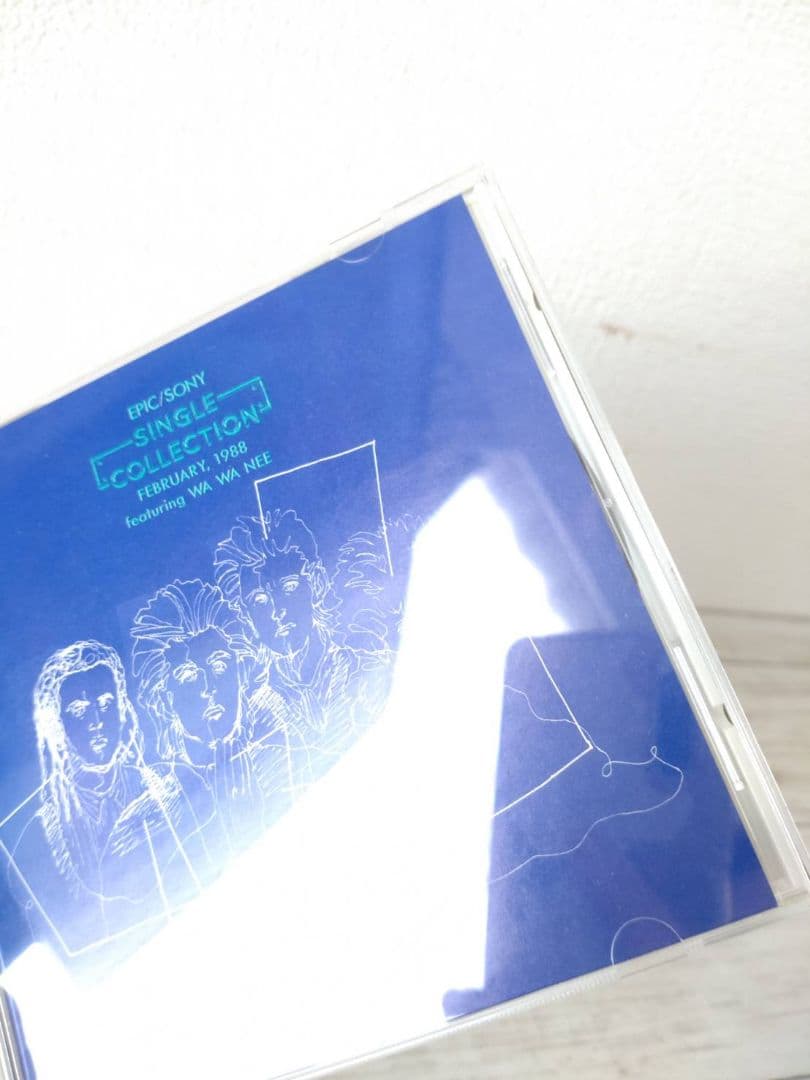 EPIC/SONY
SINGLE
COLLECTION
FEBRUARY, 1988
featuring WA WA NEE